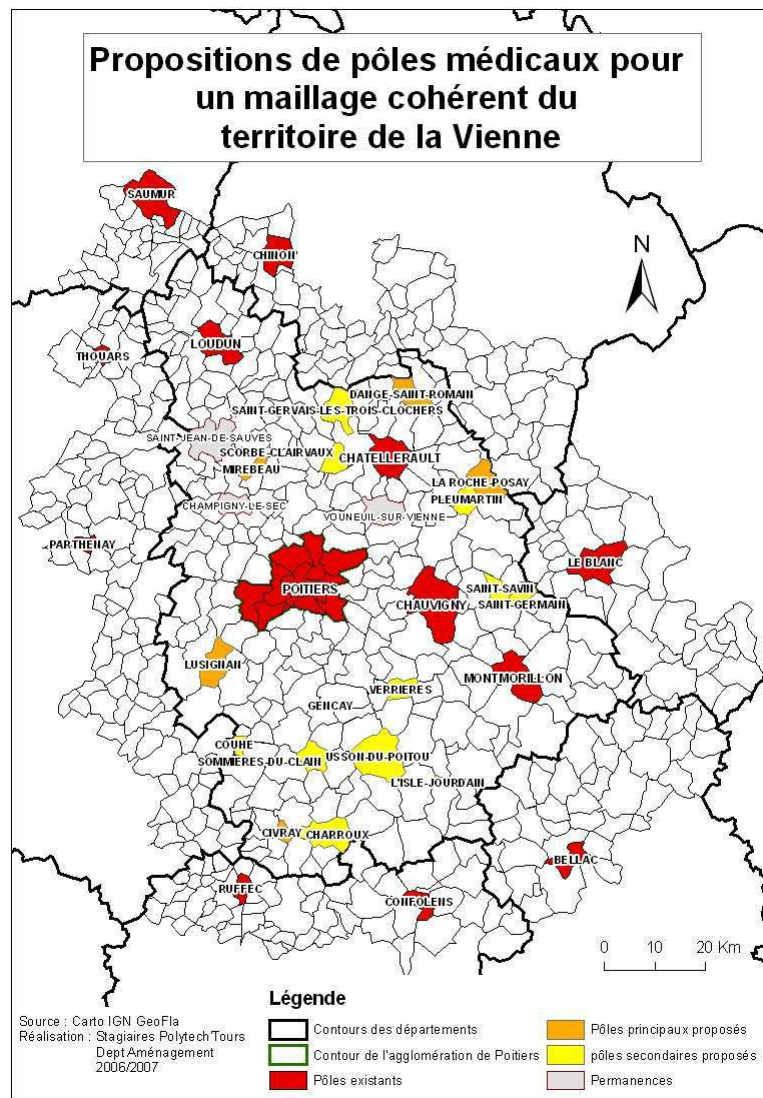 Propositions de pôles médicaux pour
un maillage cohérent du
territoire de la Vienne
SAUMUR
N
CHINON
LOUDUN
THOUARS
DANGE-SAINT-ROMAIN
SAINT-GERVAIS-LES-TROIS-CLOCHERS
SAINT-JEAN-DE-SAUVES
SCORBE-CLAIRVAUX
CHATELLERAULT
MIREBEAU
LA ROCHE-POSAY
PLEUMARTIN
CHAMPIGNY-LE-SEC
VOUNEUIL-SUR-VIENNE
PARTHENAY
LE BLANC
POITIERS
SAINT-SAVIN
CHAUVIGNY
SAINT-GERMAIN
LUSIGNAN
MONTMORILLON
VERRIERES
GENCAY
COUHE
USSON-DU-POITOU
SOMMIERES-DU-CLAIN
L'ISLE-JOURDAIN
CIVRAY
CHARROUX
BELLAC
RUFFEC
CONFOLENS
0 10 20 Km
Légende
Source : Carto IGN GeoFla
Réalisation : Stagiaires Polytech'Tours
Dept Aménagement
2006/2007
Contours des départements
Contour de l'agglomération de Poitiers
Pôles existants
Pôles principaux proposés
pôles secondaires proposés
Permanences